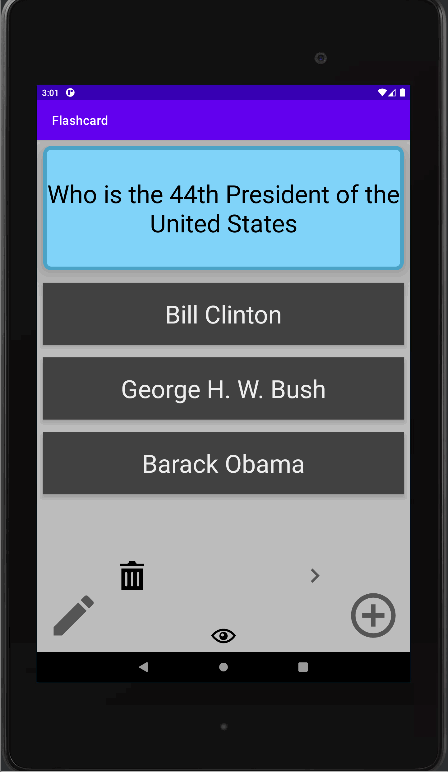 3:01
Flashcard
Who is the 44th President of the
United States
Bill Clinton
George H. W. Bush
Barack Obama